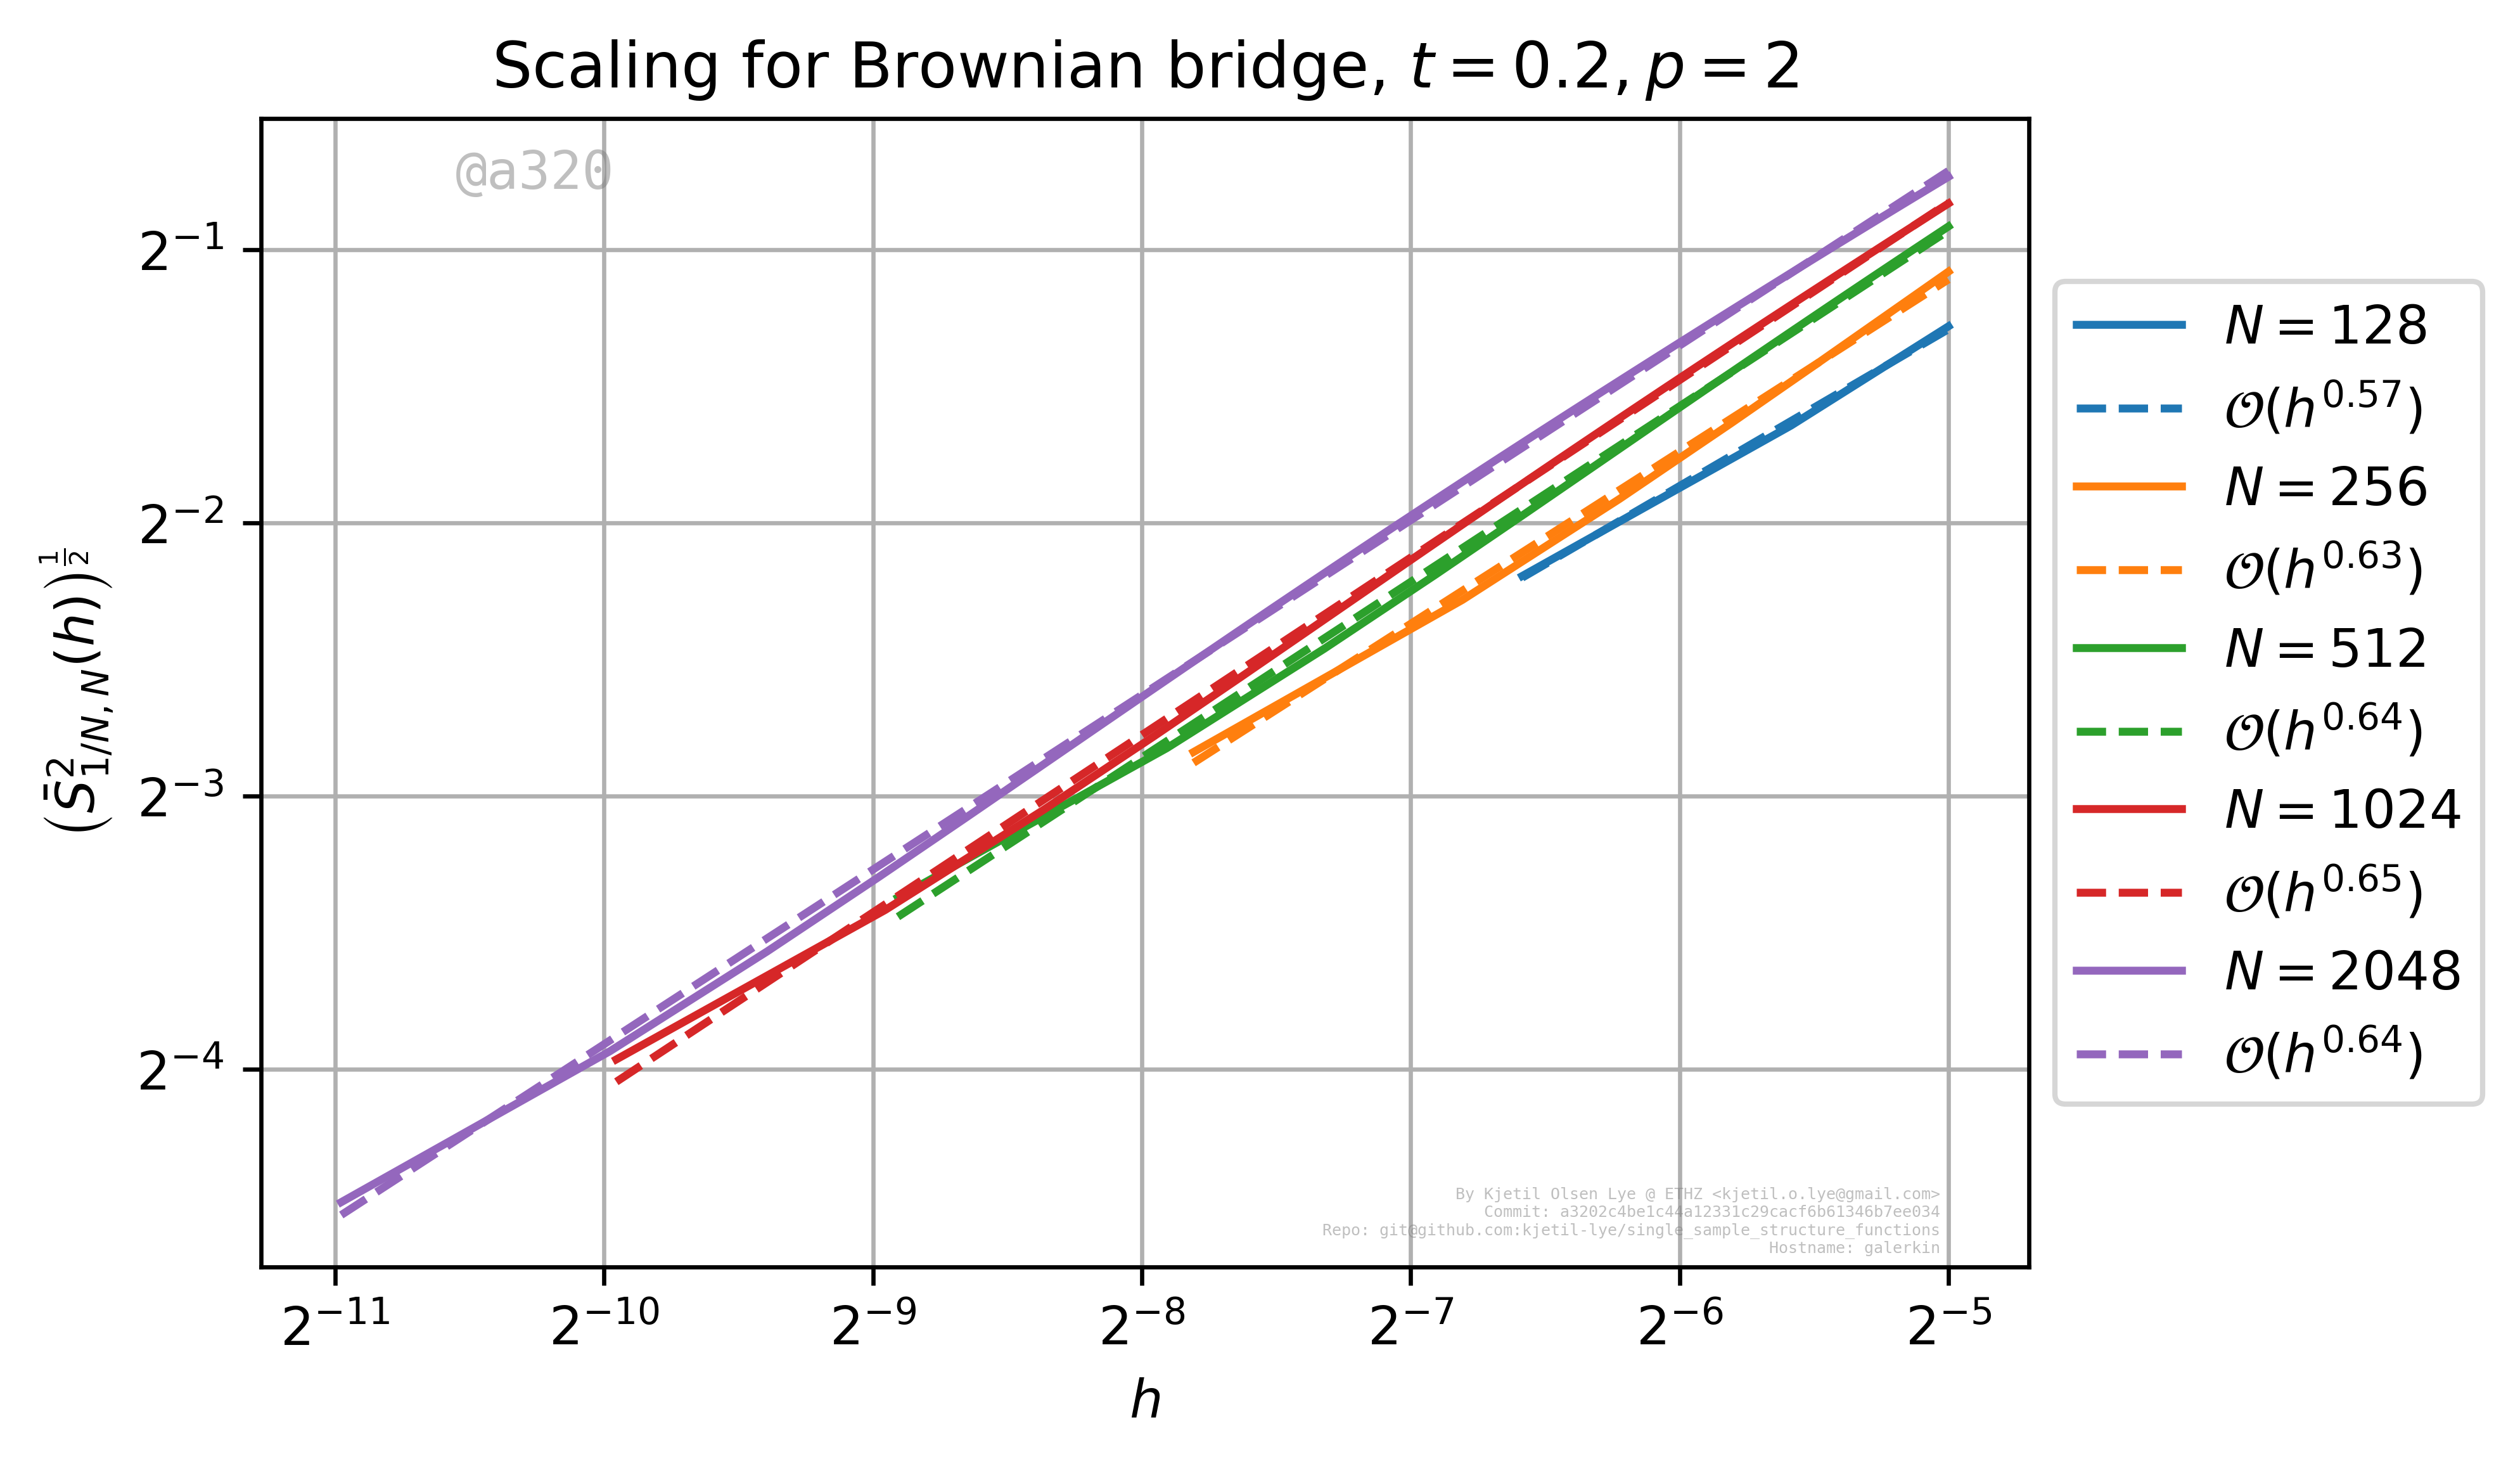 Scaling for Brownian bridge, t = 0.2, p = 2
@a320
2⁻¹
2⁻²
2⁻³
2⁻⁴
(S̄²₁/N,N(h))^½
2⁻¹¹ 2⁻¹⁰ 2⁻⁹ 2⁻⁸ 2⁻⁷ 2⁻⁶ 2⁻⁵
h
N = 128
𝒪(h^0.57)
N = 256
𝒪(h^0.63)
N = 512
𝒪(h^0.64)
N = 1024
𝒪(h^0.65)
N = 2048
𝒪(h^0.64)
By Kjetil Olsen Lye @ ETHZ <kjetil.o.lye@gmail.com>
Commit: a3202c4be1c44a12331c29cacf6b61346b7ee034
Repo: git@github.com:kjetil-lye/single_sample_structure_functions
Hostname: galerkin